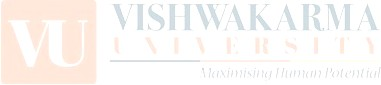 VU
VISHWAKARMA
UNIVERSITY
Maximising Human Potential